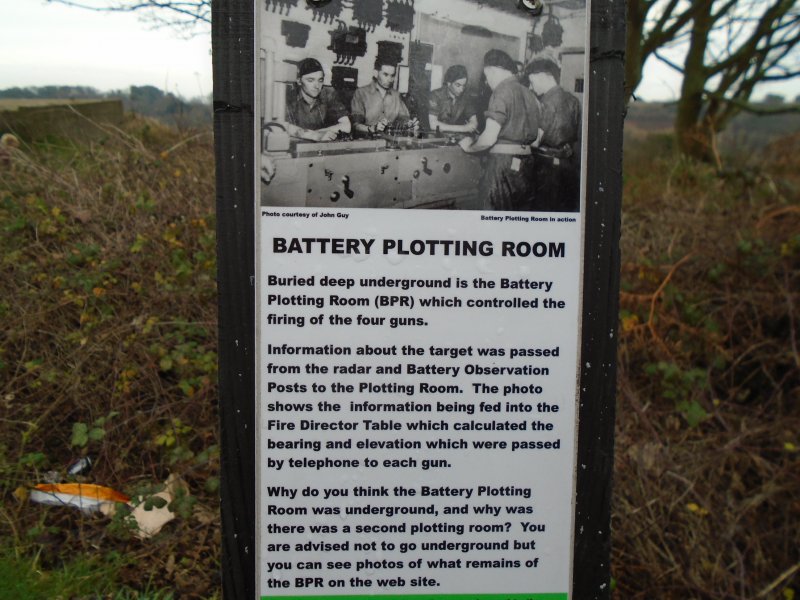 Photo courtesy of John Guy
Battery Plotting Room in action
BATTERY PLOTTING ROOM
Buried deep underground is the Battery
Plotting Room (BPR) which controlled the
firing of the four guns.
Information about the target was passed
from the radar and Battery Observation
Posts to the Plotting Room. The photo
shows the information being fed into the
Fire Director Table which calculated the
bearing and elevation which were passed
by telephone to each gun.
Why do you think the Battery Plotting
Room was underground, and why was
there was a second plotting room? You
are advised not to go underground but
you can see photos of what remains of
the BPR on the web site.